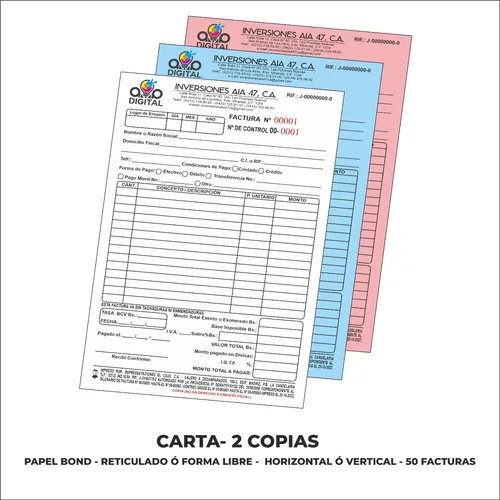 INVERSIONES AIA 47, C.A.
RIF.: J-00000000-0
DIGITAL
INVERSIONES AIA 47, C.A.
RIF.: J-00000000-0
DIGITAL
INVERSIONES AIA 47, C.A.
RIF.: J-00000000-0
DIGITAL
FACTURA Nº 00001
Nº DE CONTROL 00- 0001
Lugar de Emisión DIA MES AÑO
Nombre o Razón Social:
Domicilio Fiscal:
Telf.: C.I. o RIF.:
Condiciones de Pago: Contado Crédito
Forma de Pago: Efectivo Débito Transferencia No.:
Pago Móvil No.: Otro:
CANT. CONCEPTO / DESCRIPCIÓN P. UNITARIO MONTO
ESTA FACTURA VA SIN TACHADURAS NI ENMENDADURAS
TASA BCV Bs.:
FECHA:
Monto Total Exento o Exonerado Bs.
Base Imponible Bs.
I.V.A. Sobre%Bs.:
Pagado el:
VALOR TOTAL Bs.
Monto pagado en Divisas:
I.G.T.F. %
MONTO TOTAL A PAGAR:
Recibí Conforme:
COPIA (NO DA DERECHO A CREDITO FISCAL)
CARTA- 2 COPIAS
PAPEL BOND - RETICULADO Ó FORMA LIBRE - HORIZONTAL Ó VERTICAL - 50 FACTURAS